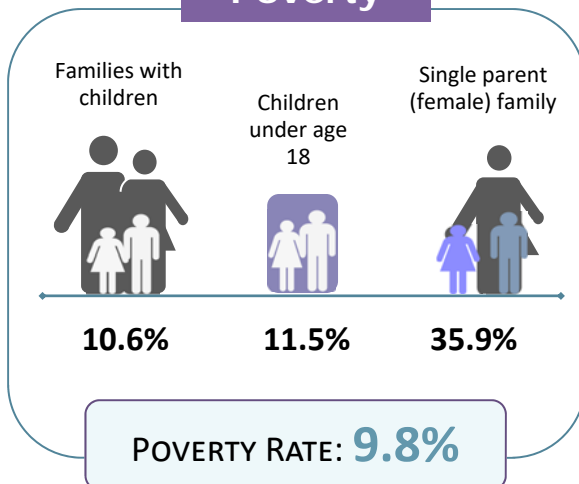 Poverty
Families with
children
Children
under age
18
Single parent
(female) family
10.6%
11.5%
35.9%
POVERTY RATE: 9.8%